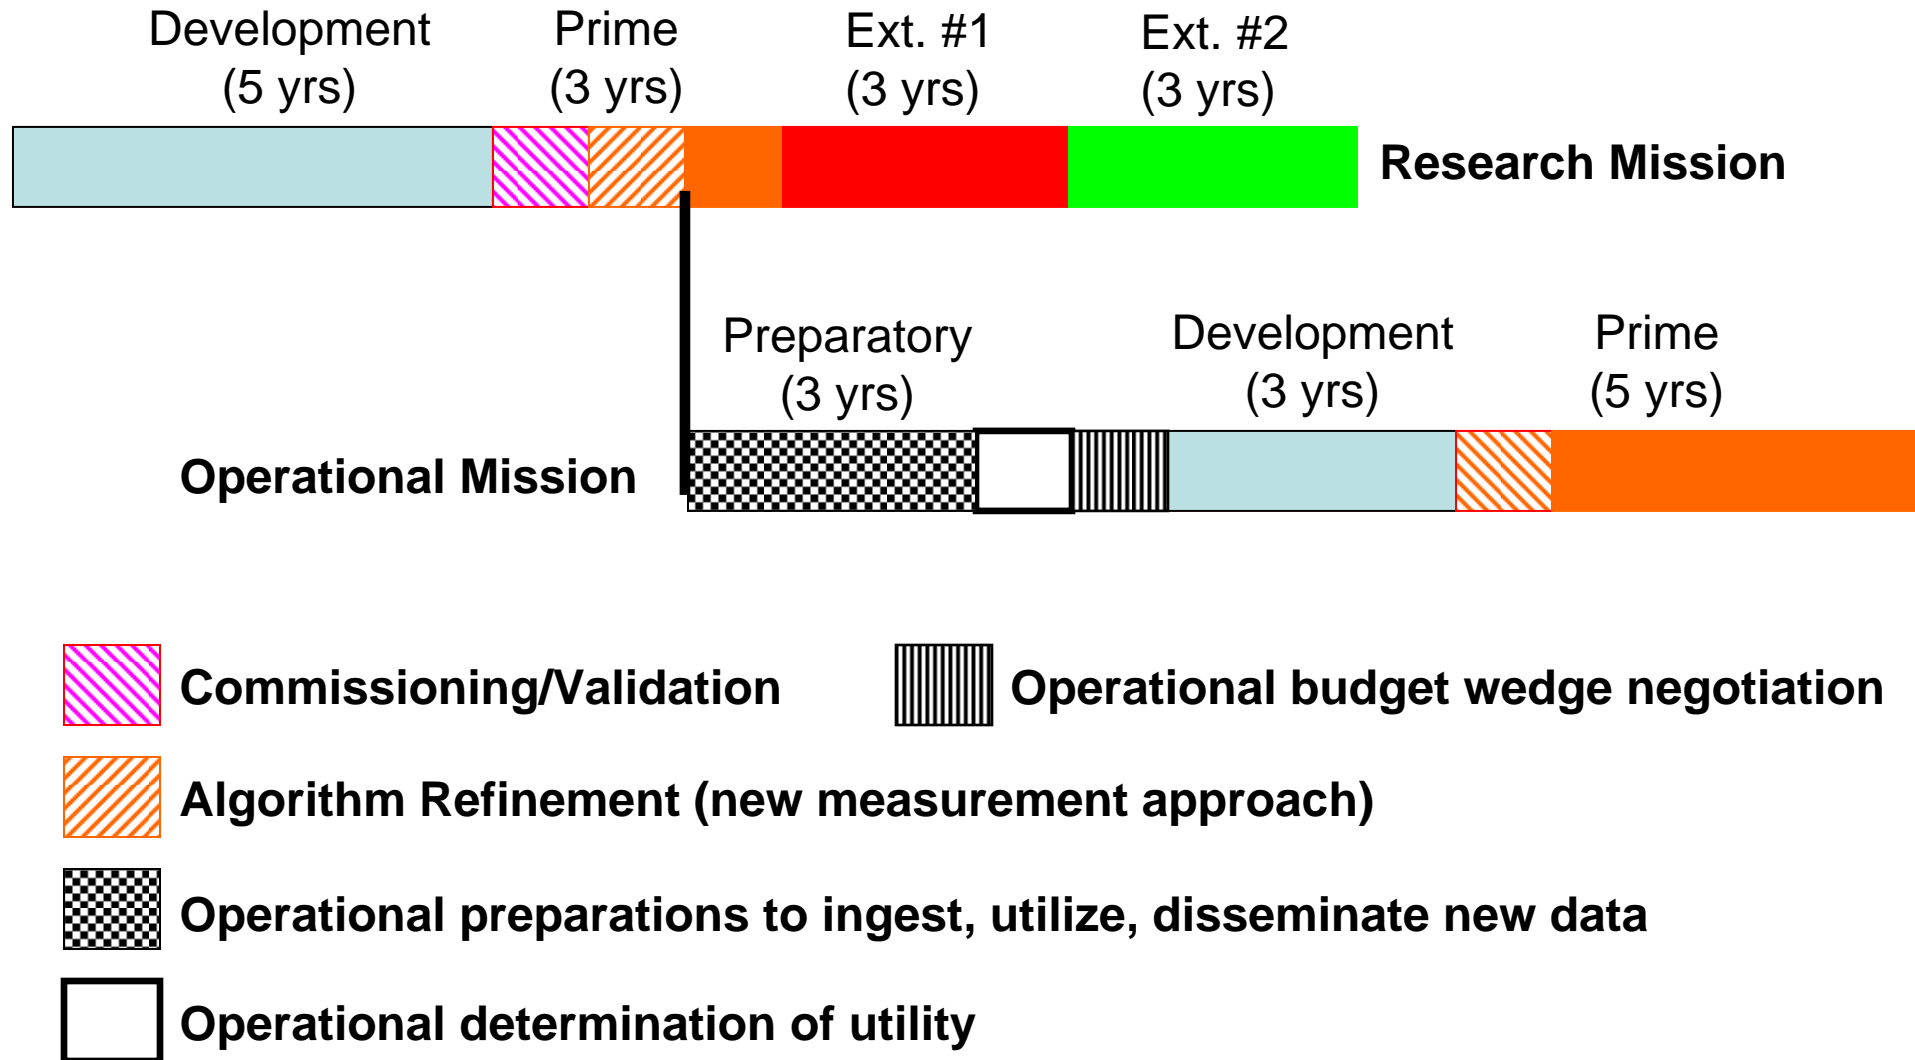 Development
(5 yrs)
Prime
(3 yrs)
Ext. #1
(3 yrs)
Ext. #2
(3 yrs)
Research Mission
Preparatory
(3 yrs)
Development
(3 yrs)
Prime
(5 yrs)
Operational Mission
Commissioning/Validation
Operational budget wedge negotiation
Algorithm Refinement (new measurement approach)
Operational preparations to ingest, utilize, disseminate new data
Operational determination of utility